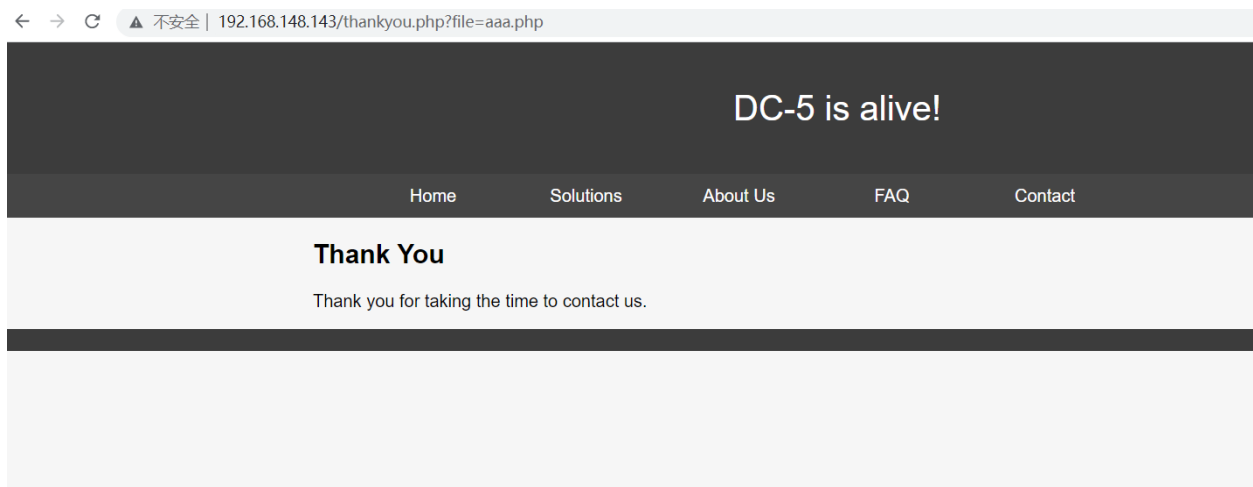 不安全 | 192.168.148.143/thankyou.php?file=aaa.php
DC-5 is alive!
Home Solutions About Us FAQ Contact
Thank You
Thank you for taking the time to contact us.